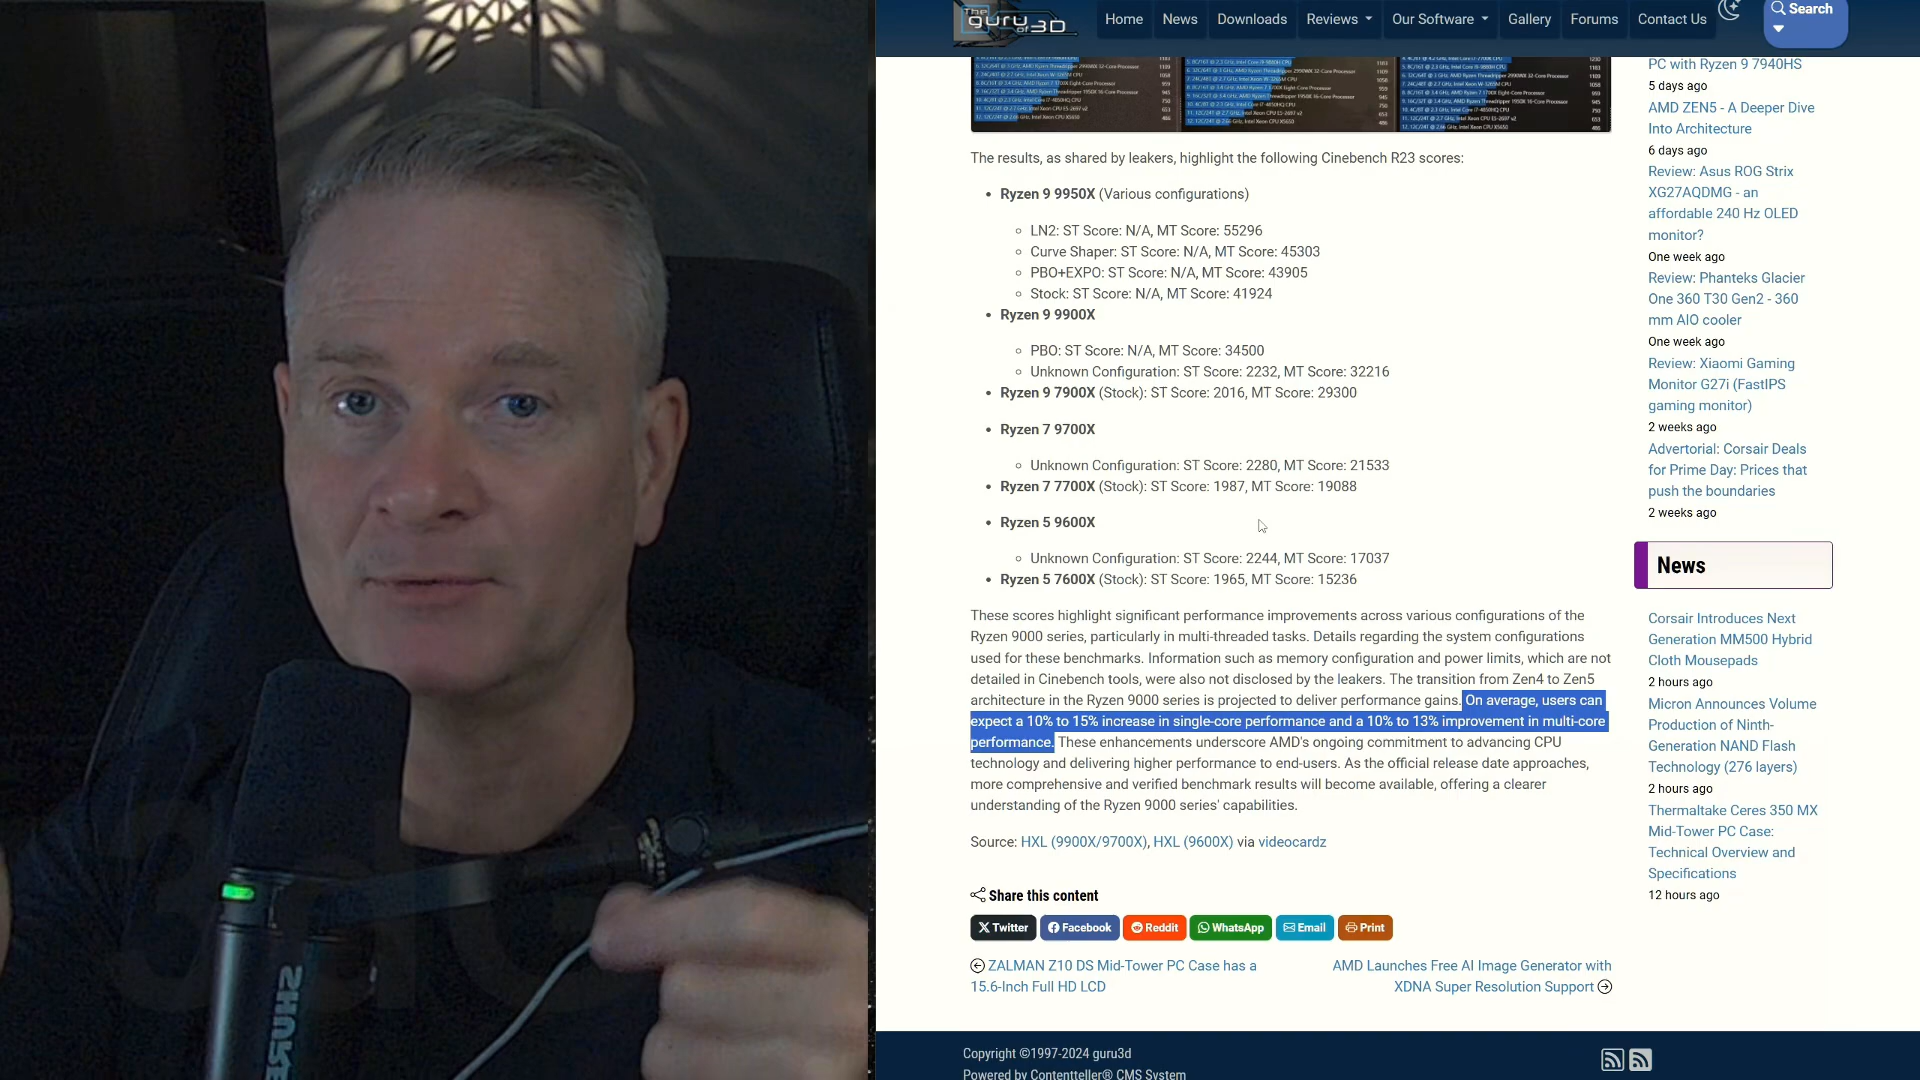 The
guru
of 3D
Home
News
Downloads
Reviews
Our Software
Gallery
Forums
Contact Us
Search
The results, as shared by leakers, highlight the following Cinebench R23 scores:
• Ryzen 9 9950X (Various configurations)
LN2: ST Score: N/A, MT Score: 55296
Curve Shaper: ST Score: N/A, MT Score: 45303
PBO+EXPO: ST Score: N/A, MT Score: 43905
Stock: ST Score: N/A, MT Score: 41924
• Ryzen 9 9900X
PBO: ST Score: N/A, MT Score: 34500
Unknown Configuration: ST Score: 2232, MT Score: 32216
• Ryzen 9 7900X (Stock): ST Score: 2016, MT Score: 29300
• Ryzen 7 9700X
Unknown Configuration: ST Score: 2280, MT Score: 21533
• Ryzen 7 7700X (Stock): ST Score: 1987, MT Score: 19088
• Ryzen 5 9600X
Unknown Configuration: ST Score: 2244, MT Score: 17037
• Ryzen 5 7600X (Stock): ST Score: 1965, MT Score: 15236
These scores highlight significant performance improvements across various configurations of the
Ryzen 9000 series, particularly in multi-threaded tasks. Details regarding the system configurations
used for these benchmarks. Information such as memory configuration and power limits, which are not
detailed in Cinebench tools, were also not disclosed by the leakers. The transition from Zen4 to Zen5
architecture in the Ryzen 9000 series is projected to deliver performance gains. On average, users can
expect a 10% to 15% increase in single-core performance and a 10% to 13% improvement in multi-core
performance. These enhancements underscore AMD's ongoing commitment to advancing CPU
technology and delivering higher performance to end-users. As the official release date approaches,
more comprehensive and verified benchmark results will become available, offering a clearer
understanding of the Ryzen 9000 series' capabilities.
Source: HXL (9900X/9700X), HXL (9600X) via videocardz
Share this content
Twitter
Facebook
Reddit
WhatsApp
Email
Print
ZALMAN Z10 DS Mid-Tower PC Case has a
15.6-Inch Full HD LCD
AMD Launches Free AI Image Generator with
XDNA Super Resolution Support
PC with Ryzen 9 7940HS
5 days ago
AMD ZEN5 - A Deeper Dive
Into Architecture
6 days ago
Review: Asus ROG Strix
XG27AQDMG - an
affordable 240 Hz OLED
monitor?
One week ago
Review: Phanteks Glacier
One 360 T30 Gen2 - 360
mm AIO cooler
One week ago
Review: Xiaomi Gaming
Monitor G27i (FastIPS
gaming monitor)
2 weeks ago
Advertorial: Corsair Deals
for Prime Day: Prices that
push the boundaries
2 weeks ago
News
Corsair Introduces Next
Generation MM500 Hybrid
Cloth Mousepads
2 hours ago
Micron Announces Volume
Production of Ninth-
Generation NAND Flash
Technology (276 layers)
2 hours ago
Thermaltake Ceres 350 MX
Mid-Tower PC Case:
Technical Overview and
Specifications
12 hours ago
Copyright ©1997-2024 guru3d
Powered by Contentteller® CMS System
SHURE